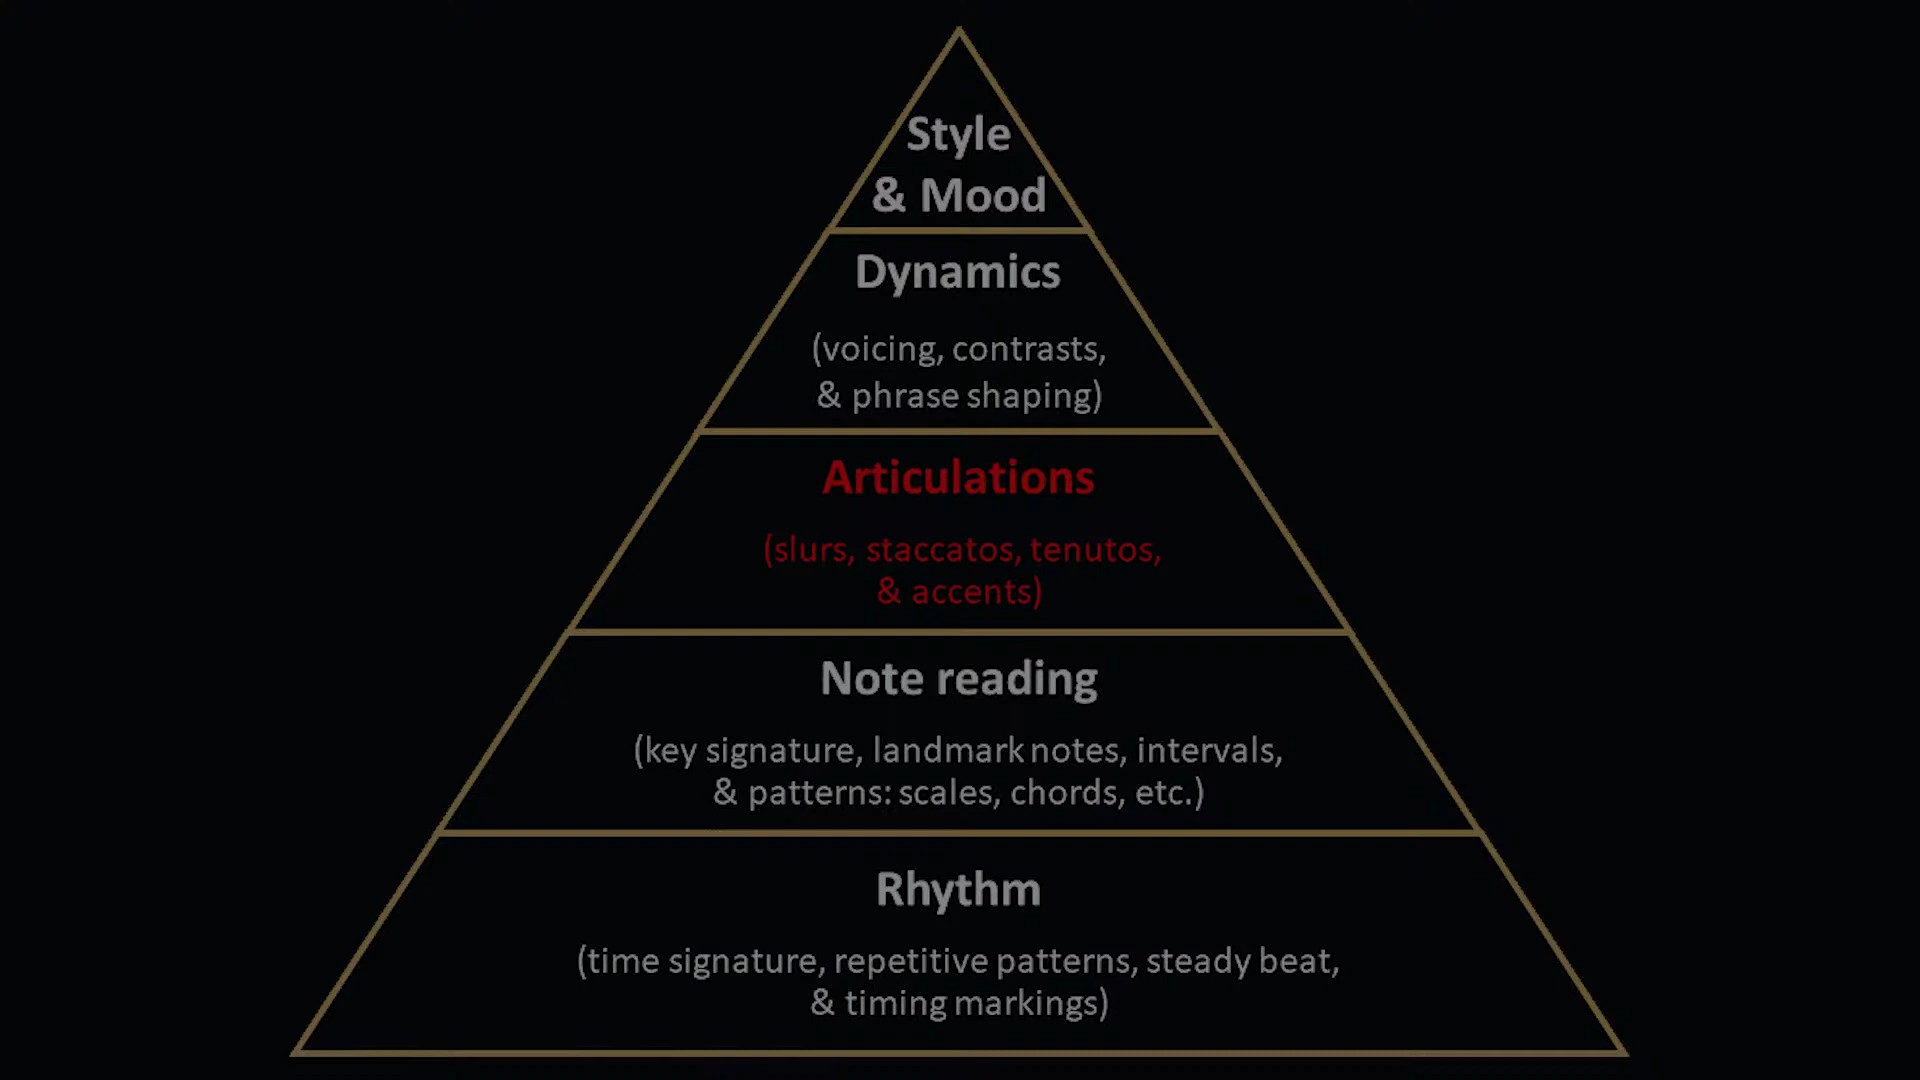 Style
& Mood
Dynamics
(voicing, contrasts,
& phrase shaping)
Articulations
(slurs, staccatos, tenutos,
& accents)
Note reading
(key signature, landmark notes, intervals,
& patterns: scales, chords, etc.)
Rhythm
(time signature, repetitive patterns, steady beat,
& timing markings)